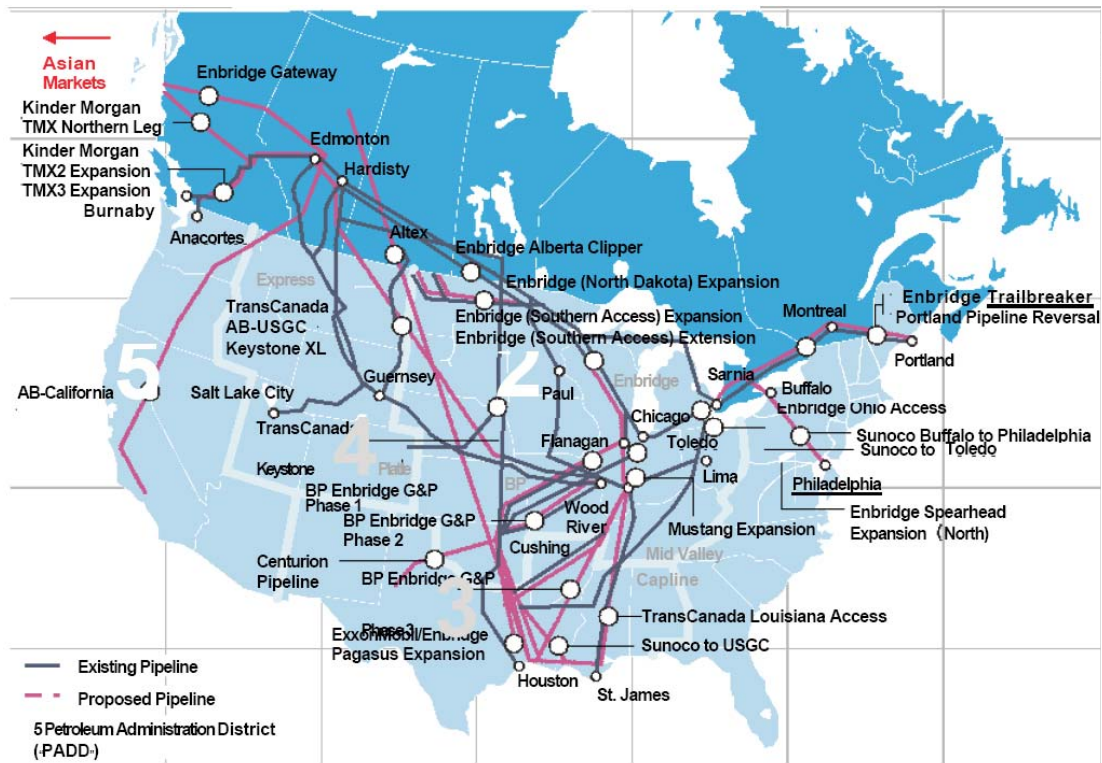 Asian
Markets
Enbridge Gateway
Kinder Morgan
TMX Northern Leg
Kinder Morgan
TMX2 Expansion
TMX3 Expansion
Burnaby
Edmonton
Hardisty
Anacortes
Altex
Express
Enbridge Alberta Clipper
Enbridge (North Dakota) Expansion
TransCanada
AB-USGC
Keystone XL
Enbridge (Southern Access) Expansion
Enbridge (Southern Access) Extension
Montreal
Enbridge Trailbreaker
Portland Pipeline Reversal
Portland
5
2
AB-California
Salt Lake City
Guernsey
Paul
Enbridge
Sarnia
Buffalo
Chicago
Enbridge Ohio Access
TransCanada
4
Flanagan
Toledo
Sunoco Buffalo to Philadelphia
Sunoco to Toledo
Keystone
Platte
BP
Lima
Philadelphia
BP Enbridge G&P
Phase 1
BP Enbridge G&P
Phase 2
Wood
River
Mustang Expansion
Enbridge Spearhead
Expansion (North)
Cushing
Centurion
Pipeline
BP Enbridge G&P
3
Mid Valley
Capline
Phase 3
ExxonMobil/Enbridge
Pagasus Expansion
TransCanada Louisiana Access
Sunoco to USGC
Houston
St. James
Existing Pipeline
Proposed Pipeline
5 Petroleum Administration District
(•PADD•)